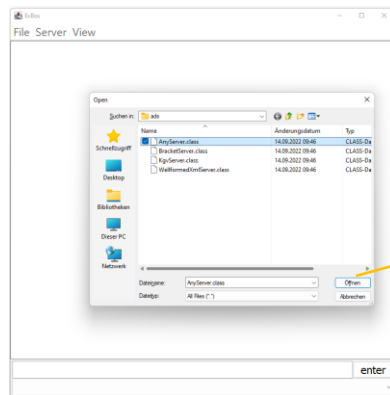 EnBox
File Server View
Open
Suchen in: ads
Name Änderungsdatum Typ
AnyServer.class 14.09.2022 09:46 CLASS-Da
BracketServer.class 14.09.2022 09:46 CLASS-Da
KgvServer.class 14.09.2022 09:46 CLASS-Da
WellformedXmlServer.class 14.09.2022 09:46 CLASS-Da
Schnellzugriff
Desktop
Bibliotheken
Dieser PC
Netzwerk
Dateiname: AnyServer.class Öffnen
Dateityp: All Files (*.*) Abbrechen
enter